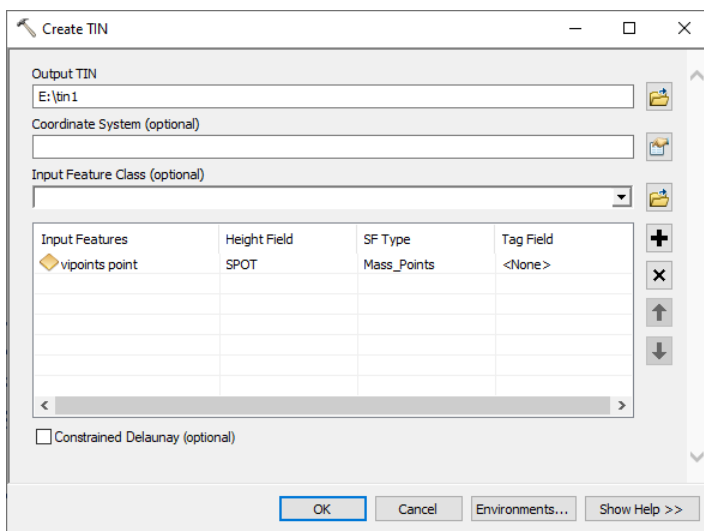 Create TIN
Output TIN
E:\tin1
Coordinate System (optional)
Input Feature Class (optional)
Input Features Height Field SF Type Tag Field
vipoints point SPOT Mass_Points <None>
Constrained Delaunay (optional)
OK Cancel Environments... Show Help >>